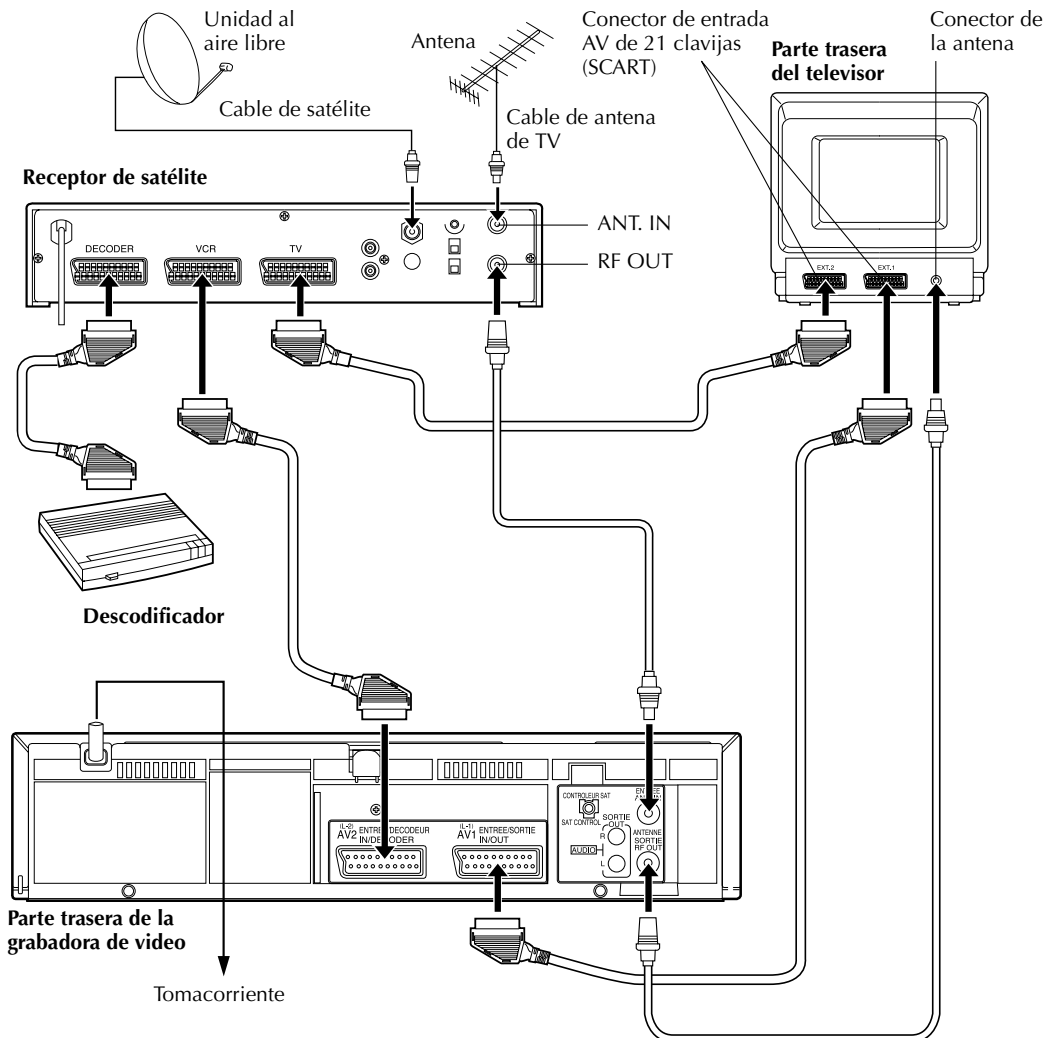 Unidad al
aire libre
Antena
Conector de entrada
AV de 21 clavijas
(SCART)
Parte trasera
del televisor
Conector de
la antena
Cable de satélite
Cable de antena
de TV
Receptor de satélite
ANT. IN
RF OUT
DECODER
VCR
TV
EXT.2
EXT.1
Descodificador
CONTROLEUR SAT
SAT CONTROL
SORTIE
OUT
R
AUDIO
L
ANTENNE
SORTIE
RF OUT
(L-2)
AV2
IN/DECODER
(L-1)
AV1 ENTREE/SORTIE
IN/OUT
Parte trasera de la
grabadora de video
Tomacorriente